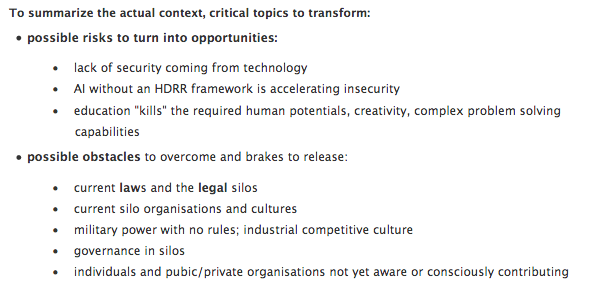 To summarize the actual context, critical topics to transform:
• possible risks to turn into opportunities:
• lack of security coming from technology
• AI without an HDRR framework is accelerating insecurity
• education "kills" the required human potentials, creativity, complex problem solving
capabilities
• possible obstacles to overcome and brakes to release:
• current laws and the legal silos
• current silo organisations and cultures
• military power with no rules; industrial competitive culture
• governance in silos
• individuals and pubic/private organisations not yet aware or consciously contributing